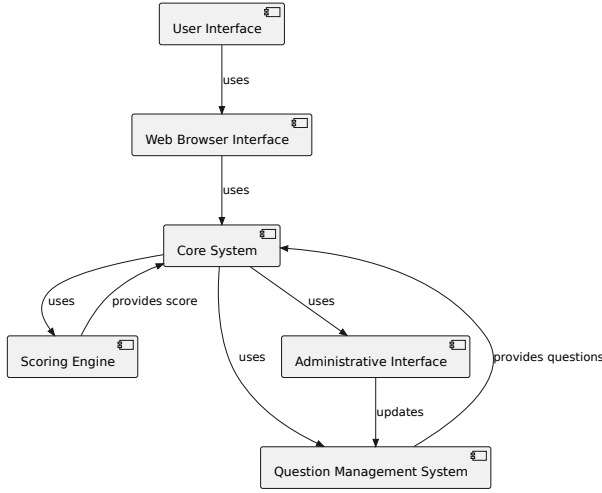 User Interface
uses
Web Browser Interface
uses
Core System
uses
provides score
uses
Scoring Engine
uses
Administrative Interface
provides questions
updates
Question Management System